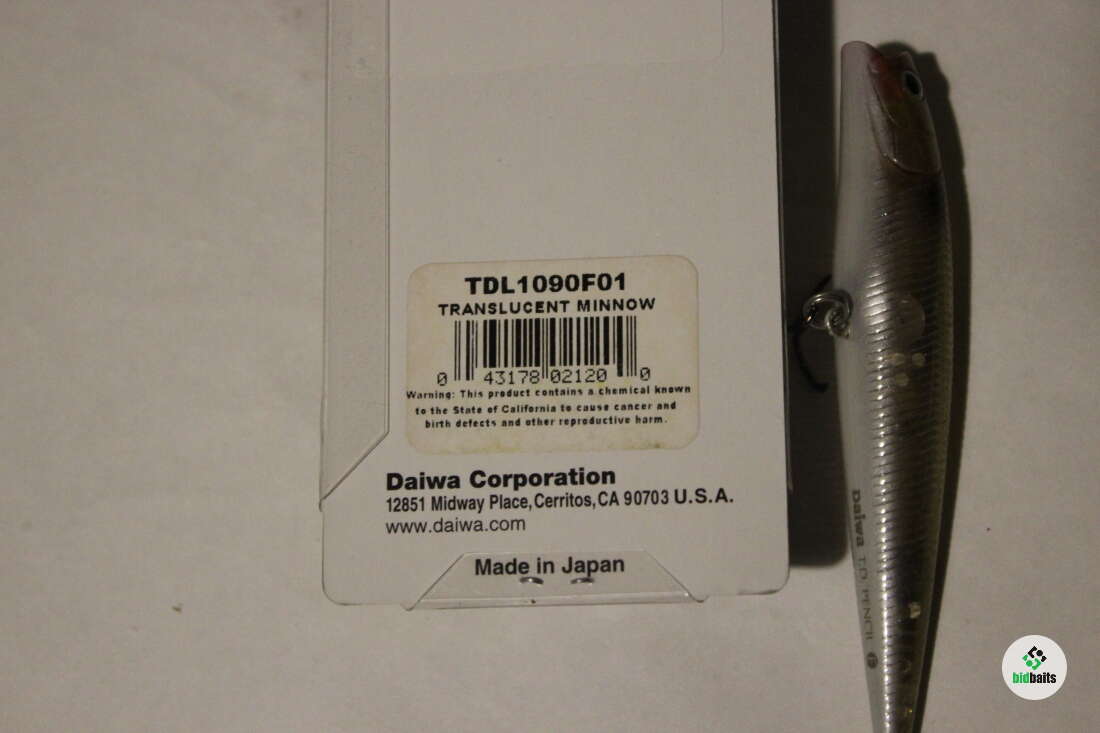 TDL1090F01
TRANSLUCENT MINNOW
0 43178 02120 0
Warning: This product contains a chemical known
to the State of California to cause cancer and
birth defects and other reproductive harm.
Daiwa Corporation
12851 Midway Place, Cerritos, CA 90703 U.S.A.
www.daiwa.com
Made in Japan
Daiwa TD PENCIL
bidbaits